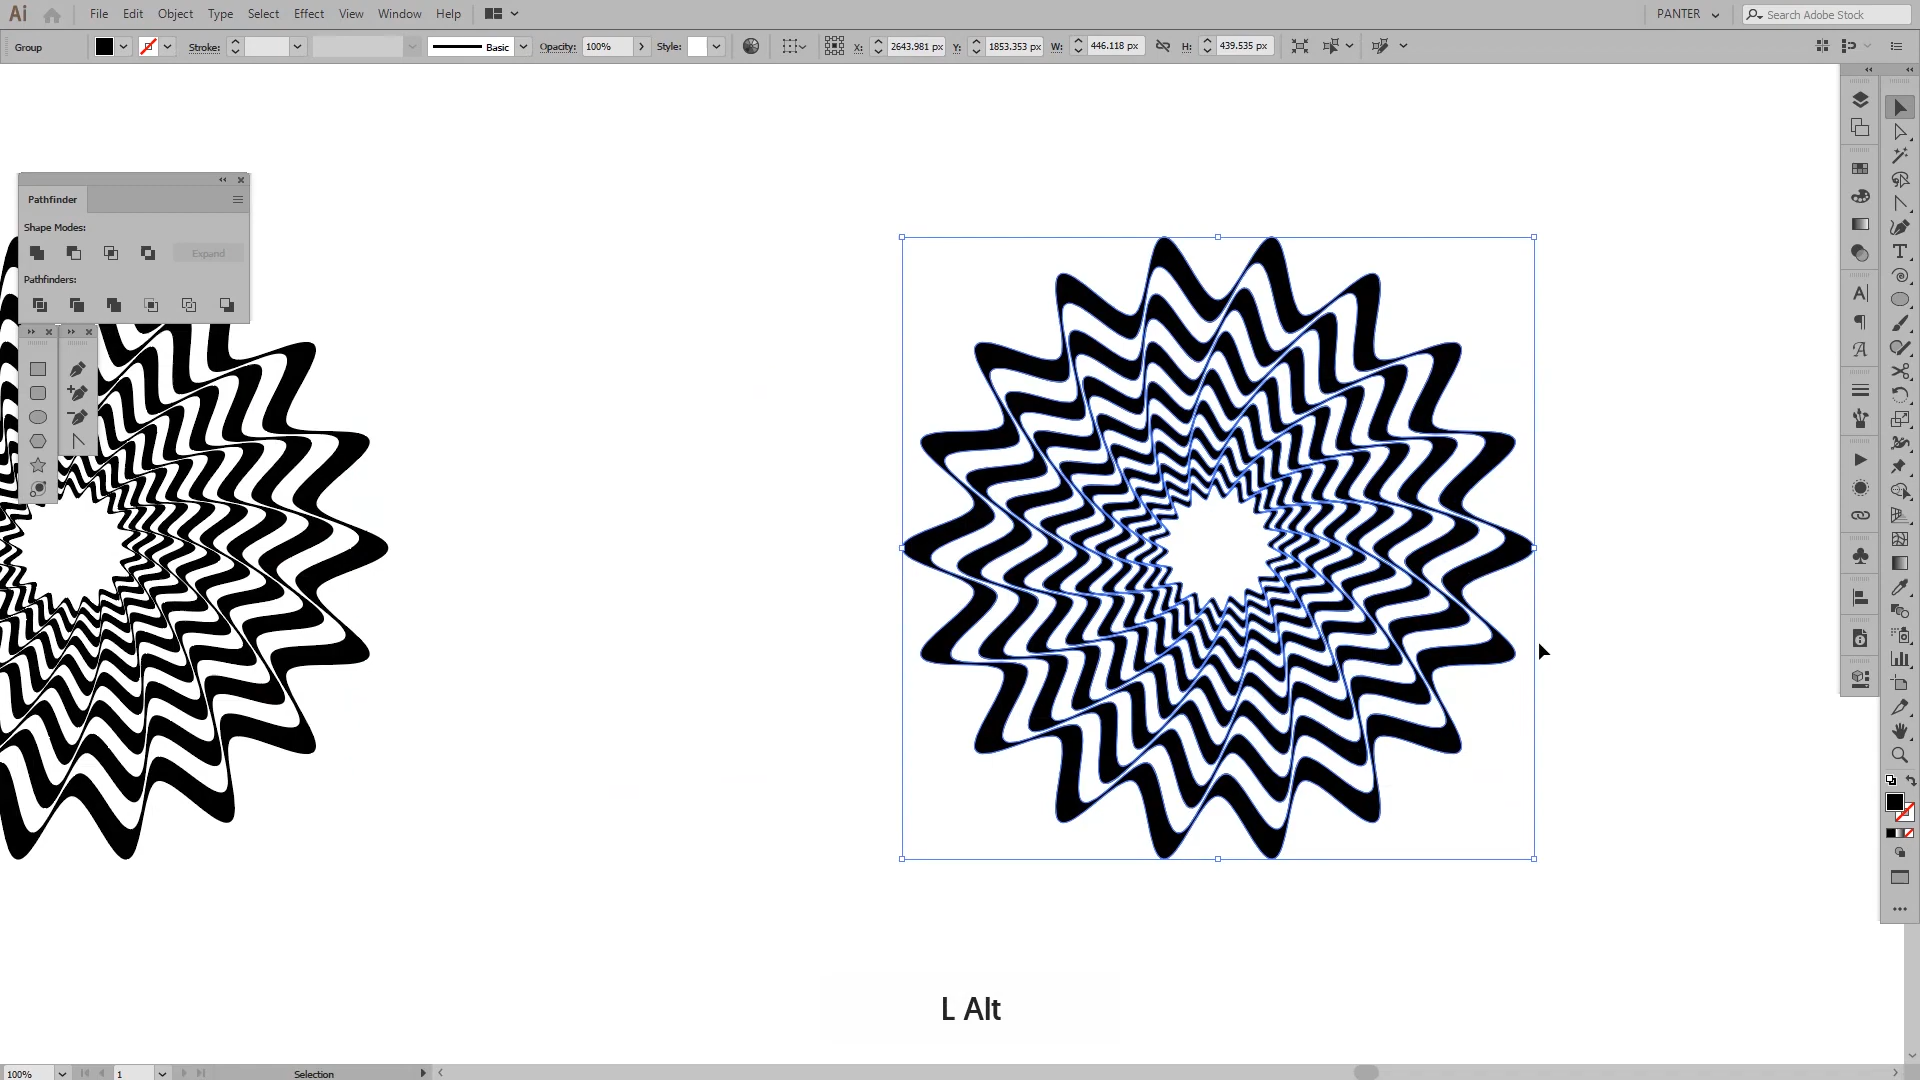 Ai File Edit Object Type Select Effect View Window Help PANTER Search Adobe Stock
Group Stroke: Basic Opacity: 100% Style: X: 2643.981 px Y: 1853.353 px W: 446.118 px H: 439.535 px
Pathfinder
Shape Modes:
Expand
Pathfinders:
L Alt
100% 1 Selection